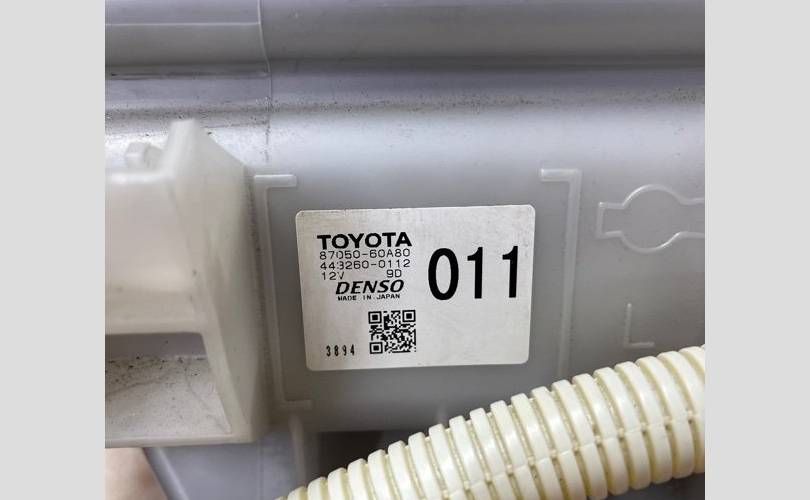 TOYOTA
87050-60A80
443260-0112
12V 9D
011
DENSO
MADE IN JAPAN
3894
L